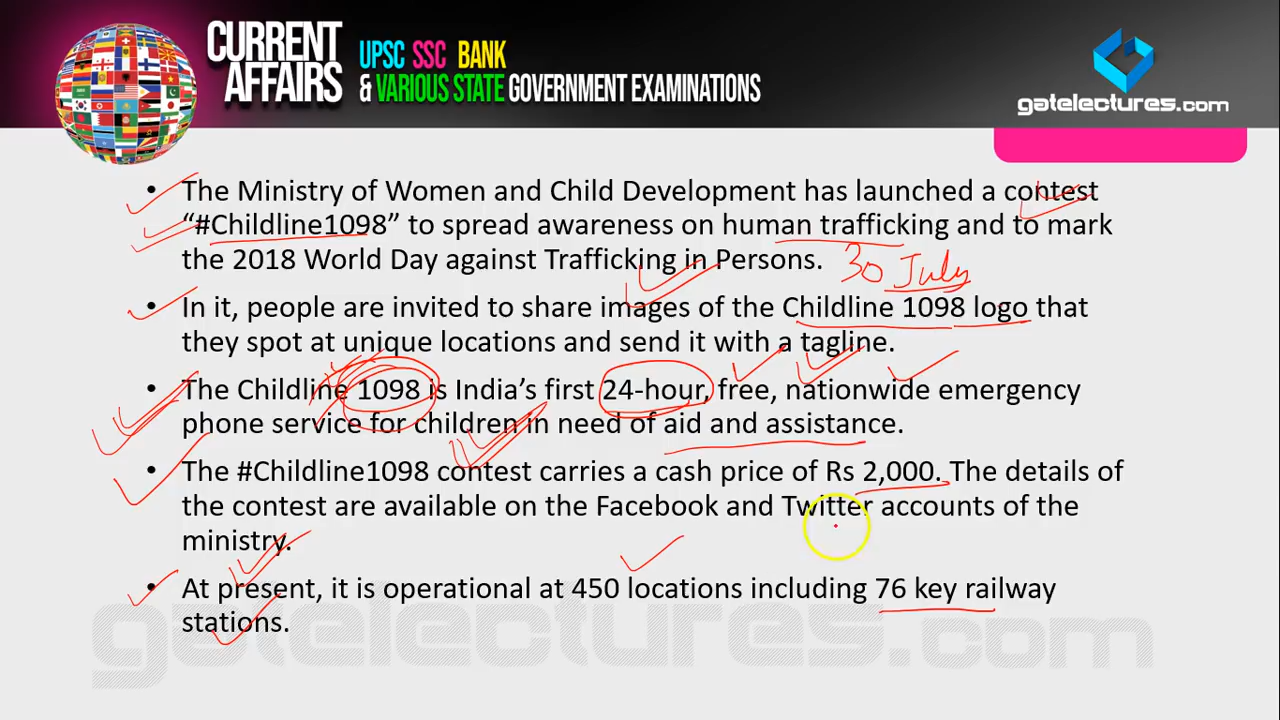 CURRENT
AFFAIRS
UPSC SSC BANK
& VARIOUS STATE GOVERNMENT EXAMINATIONS
gatelectures.com
• The Ministry of Women and Child Development has launched a contest
“#Childline1098” to spread awareness on human trafficking and to mark
the 2018 World Day against Trafficking in Persons. 30 July
• In it, people are invited to share images of the Childline 1098 logo that
they spot at unique locations and send it with a tagline.
• The Childline 1098 is India’s first 24-hour, free, nationwide emergency
phone service for children in need of aid and assistance.
• The #Childline1098 contest carries a cash price of Rs 2,000. The details of
the contest are available on the Facebook and Twitter accounts of the
ministry.
• At present, it is operational at 450 locations including 76 key railway
stations.
gatelectures.com